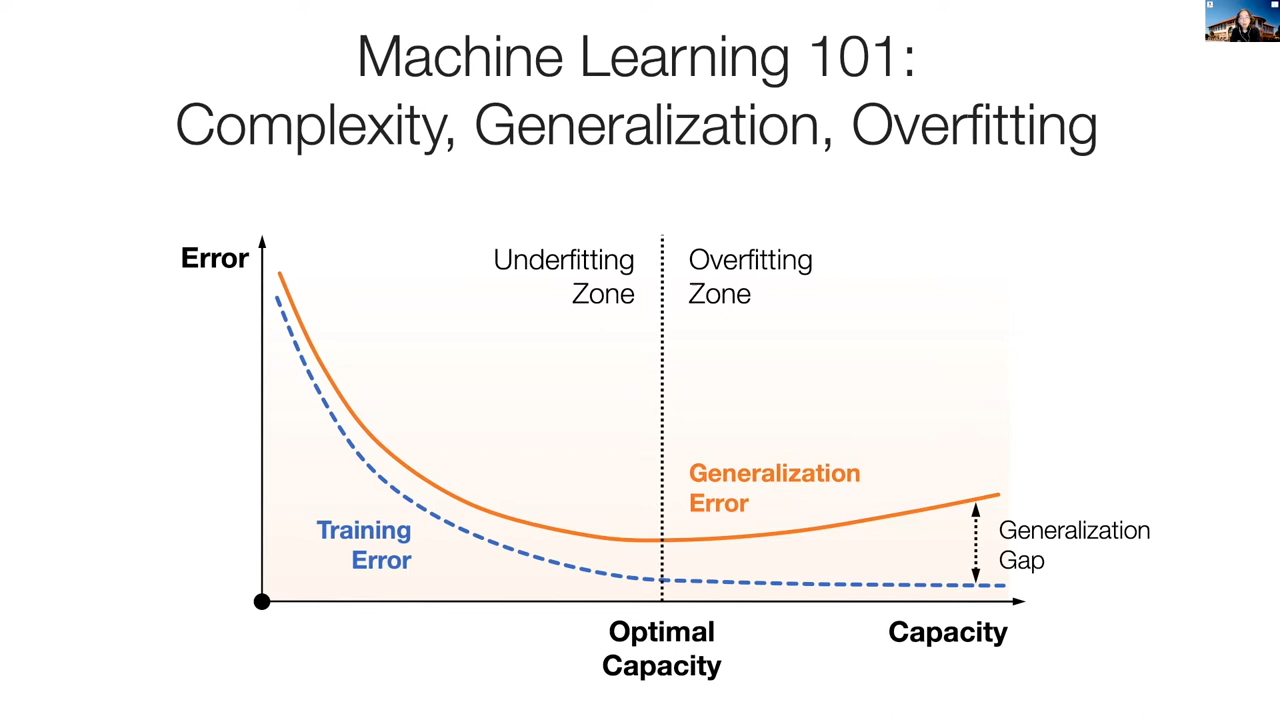 Machine Learning 101:
Complexity, Generalization, Overfitting
Error
Underfitting
Zone
Overfitting
Zone
Generalization
Error
Training
Error
Generalization
Gap
Optimal
Capacity
Capacity